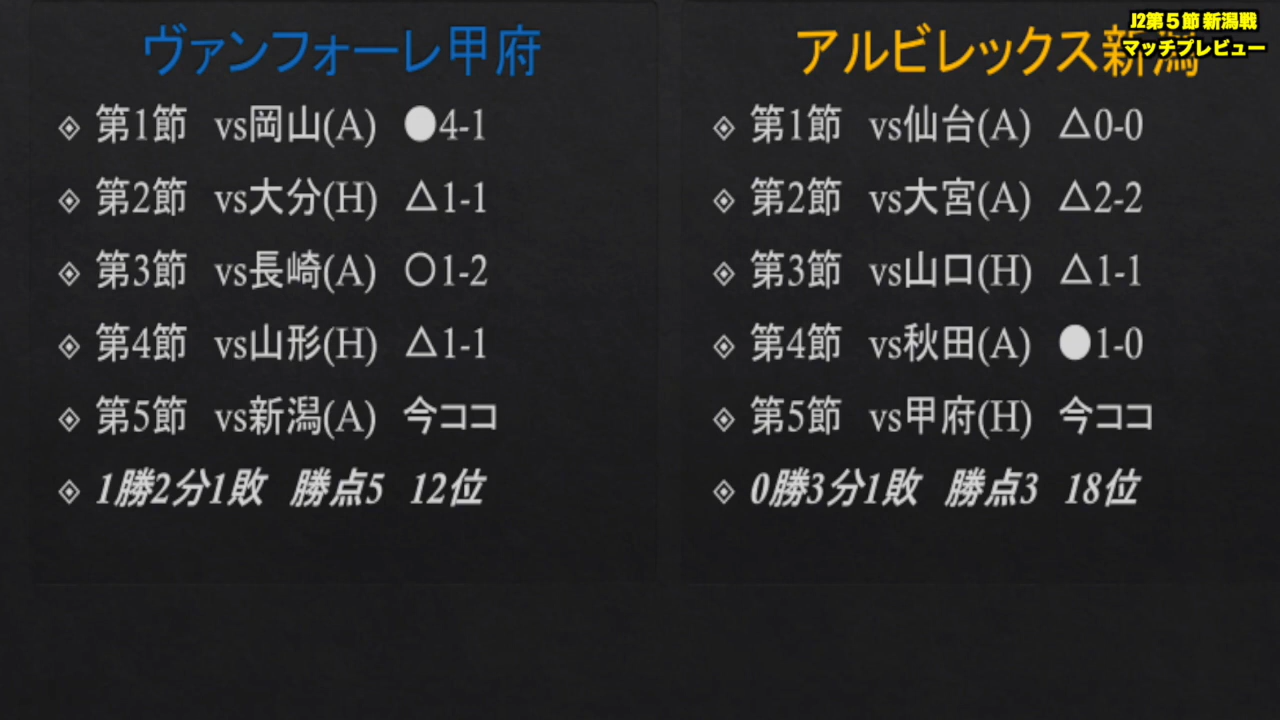 ヴァンフォーレ甲府
第1節 vs岡山(A) ●4-1
第2節 vs大分(H) △1-1
第3節 vs長崎(A) 〇1-2
第4節 vs山形(H) △1-1
第5節 vs新潟(A) 今ココ
1勝2分1敗 勝点5 12位
アルビレックス新潟
第1節 vs仙台(A) △0-0
第2節 vs大宮(A) △2-2
第3節 vs山口(H) △1-1
第4節 vs秋田(A) ●1-0
第5節 vs甲府(H) 今ココ
0勝3分1敗 勝点3 18位
J2第５節 新潟戦
マッチプレビュー